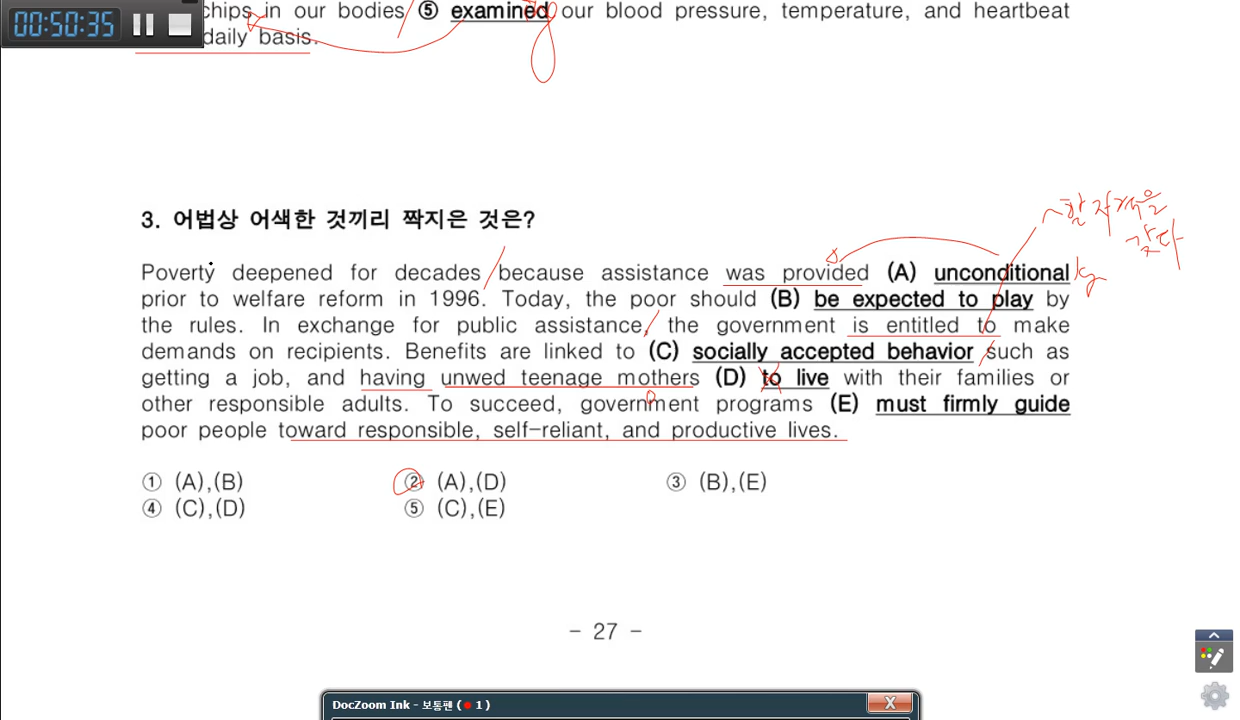 00:50:35
chips in our bodies ⑤ examined our blood pressure, temperature, and heartbeat
daily basis.
~할 자격을
갖다
3. 어법상 어색한 것끼리 짝지은 것은?
Poverty deepened for decades because assistance was provided (A) unconditional ly
prior to welfare reform in 1996. Today, the poor should (B) be expected to play by
the rules. In exchange for public assistance, the government is entitled to make
demands on recipients. Benefits are linked to (C) socially accepted behavior such as
getting a job, and having unwed teenage mothers (D) to live with their families or
other responsible adults. To succeed, government programs (E) must firmly guide
poor people toward responsible, self-reliant, and productive lives.
① (A),(B) ② (A),(D) ③ (B),(E)
④ (C),(D) ⑤ (C),(E)
- 27 -
DocZoom Ink - 보통펜 ( 1 )
X